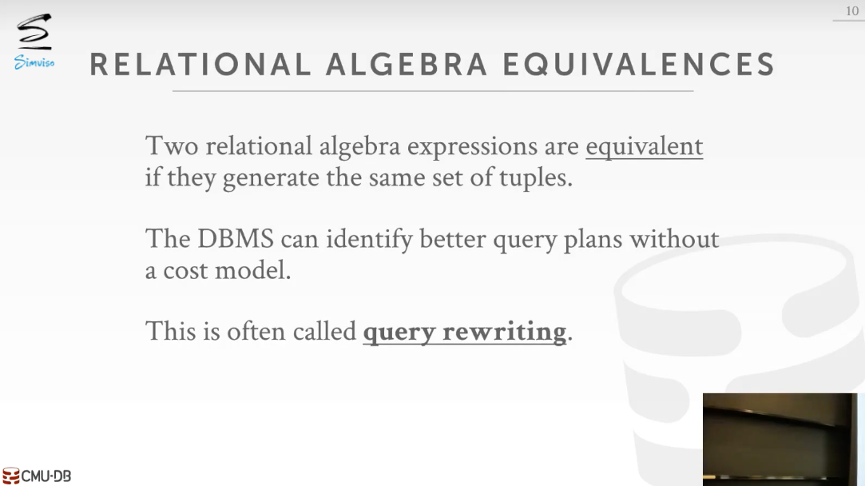 10
Simviso
RELATIONAL ALGEBRA EQUIVALENCES
Two relational algebra expressions are equivalent
if they generate the same set of tuples.
The DBMS can identify better query plans without
a cost model.
This is often called query rewriting.
CMU·DB